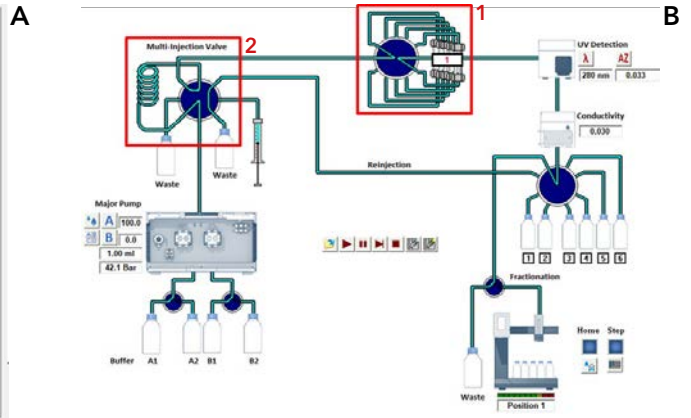 A
B
1
2
Multi-Injection Valve
1
UV Detection
λ
AZ
280 nm
0.033
Conductivity
0.030
Waste
Waste
Reinjection
Major Pump
A
100.0
B
0.0
1.00 ml
42.1 Bar
1
2
3
4
5
6
Fractionation
Buffer
A1
A2
B1
B2
Home
Step
Waste
Position 1